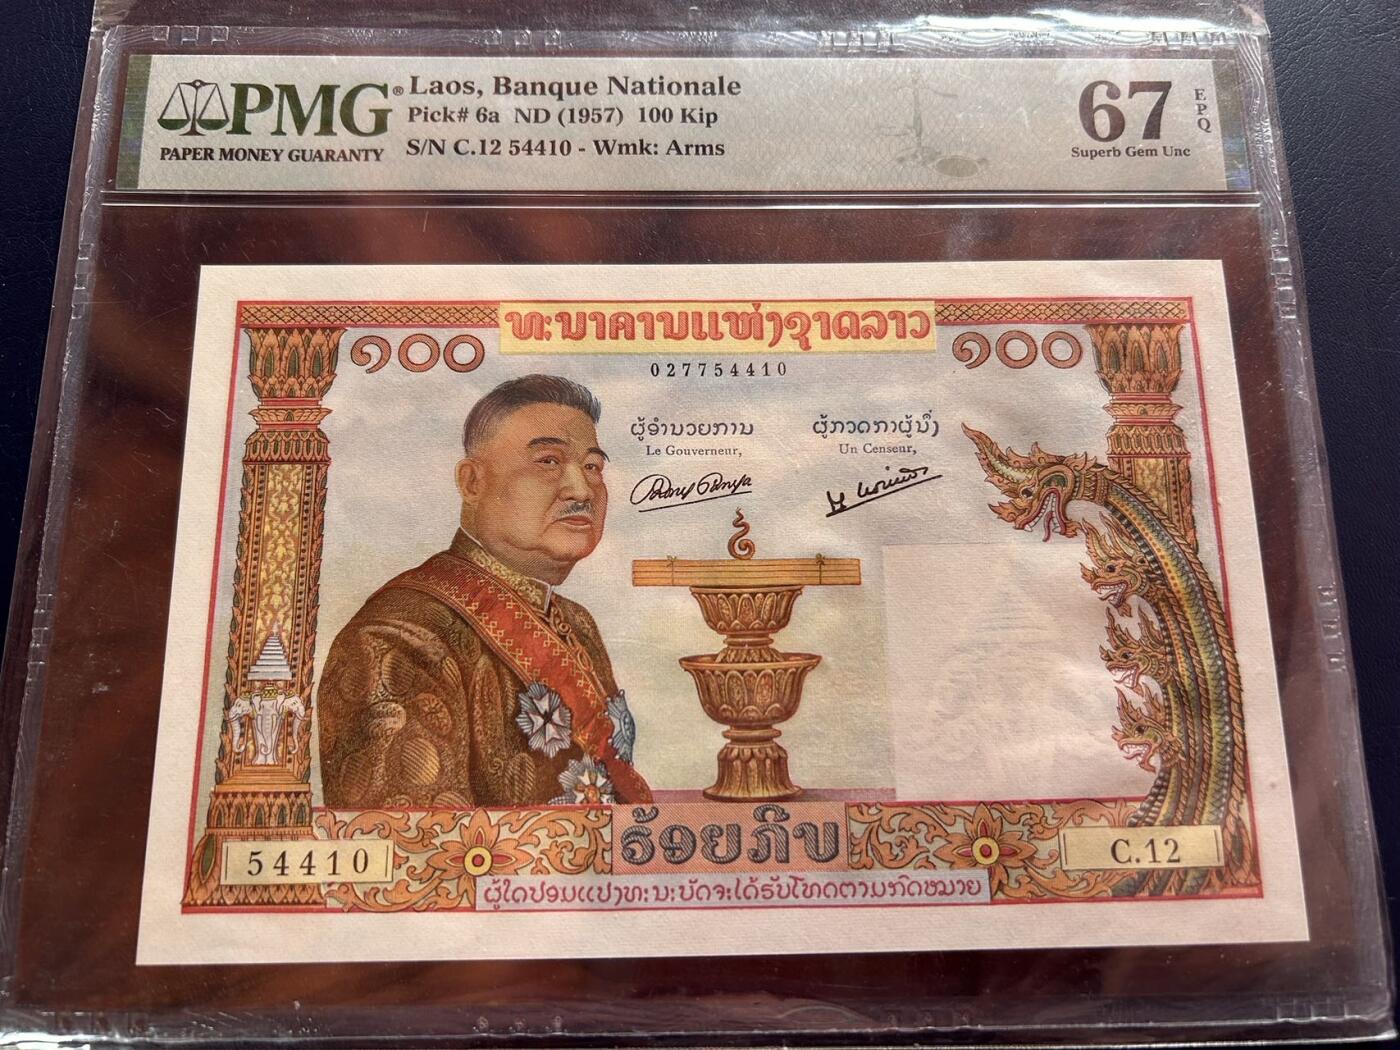 PMG® Laos, Banque Nationale
Pick# 6a ND (1957) 100 Kip
PAPER MONEY GUARANTY
S/N C.12 54410 - Wmk: Arms
67
EPQ
Superb Gem Unc
ທະນາຄານແຫ່ງຊາດລາວ
໑໐໐ ໑໐໐
027754410
ຜູ້ອຳນວຍການ ຜູ້ກວດກາຜູ້ນຶ່ງ
Le Gouverneur, Un Censeur,
ຮ້ອຍກີບ
54410 C.12
ຜູ້ໃດປອມແປງທະນະບັດຈະໄດ້ຮັບໂທດຕາມກົດໝາຍ